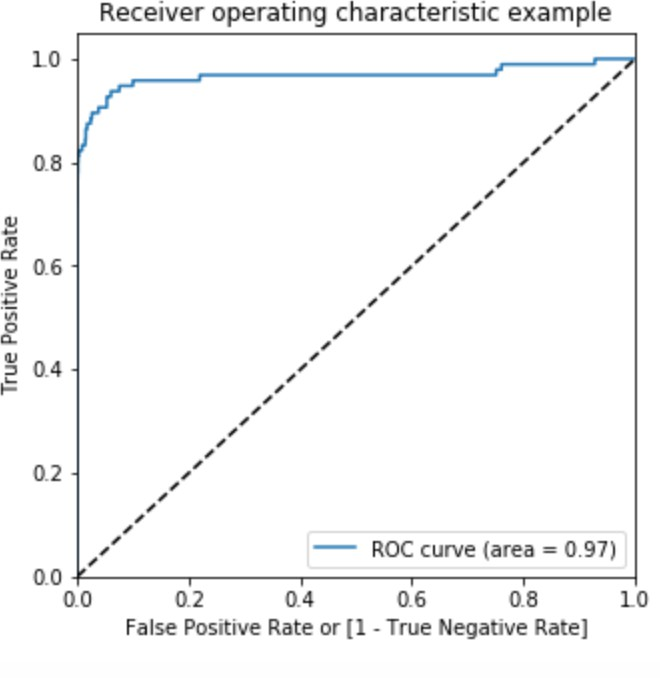 Receiver operating characteristic example
1.0
0.8
0.6
0.4
0.2
0.0
True Positive Rate
ROC curve (area = 0.97)
0.0 0.2 0.4 0.6 0.8 1.0
False Positive Rate or [1 - True Negative Rate]